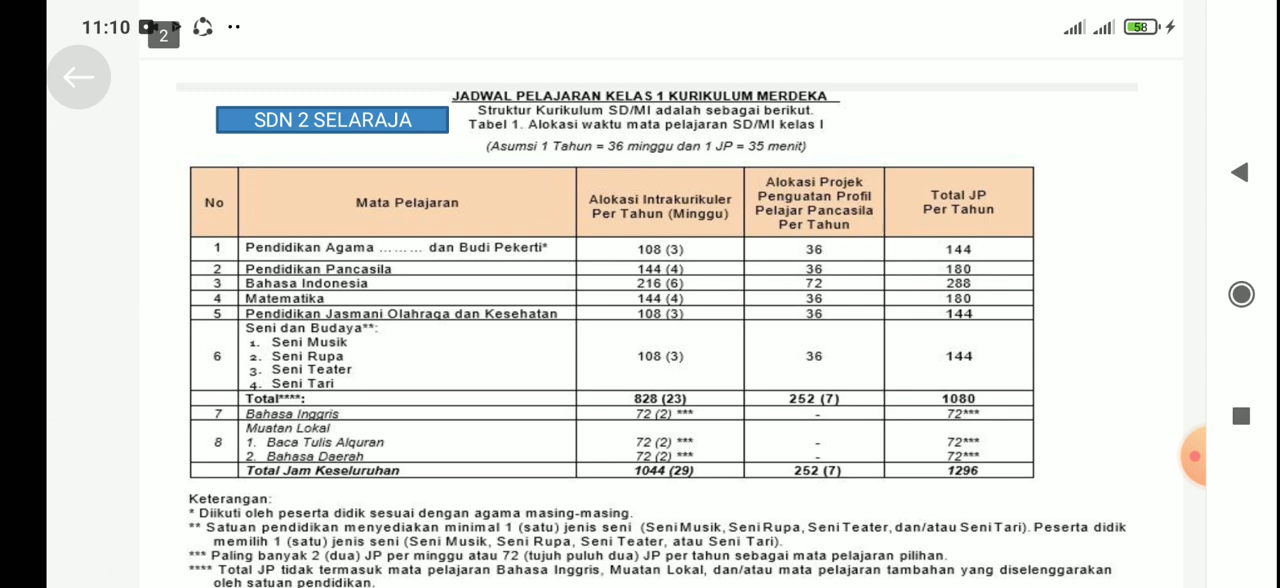 11:10
2
58
JADWAL PELAJARAN KELAS 1 KURIKULUM MERDEKA
SDN 2 SELARAJA
Struktur Kurikulum SD/MI adalah sebagai berikut.
Tabel 1. Alokasi waktu mata pelajaran SD/MI kelas I
(Asumsi 1 Tahun = 36 minggu dan 1 JP = 35 menit)
No Mata Pelajaran Alokasi Intrakurikuler Per Tahun (Minggu) Alokasi Projek Penguatan Profil Pelajar Pancasila Per Tahun Total JP Per Tahun
1 Pendidikan Agama ......... dan Budi Pekerti* 108 (3) 36 144
2 Pendidikan Pancasila 144 (4) 36 180
3 Bahasa Indonesia 216 (6) 72 288
4 Matematika 144 (4) 36 180
5 Pendidikan Jasmani Olahraga dan Kesehatan 108 (3) 36 144
Seni dan Budaya**:
1. Seni Musik
6 2. Seni Rupa 108 (3) 36 144
3. Seni Teater
4. Seni Tari
Total****: 828 (23) 252 (7) 1080
7 Bahasa Inggris 72 (2) *** - 72***
Muatan Lokal
8 1. Baca Tulis Alquran 72 (2) *** - 72***
2. Bahasa Daerah 72 (2) *** - 72***
Total Jam Keseluruhan 1044 (29) 252 (7) 1296
Keterangan:
* Diikuti oleh peserta didik sesuai dengan agama masing-masing.
** Satuan pendidikan menyediakan minimal 1 (satu) jenis seni (Seni Musik, Seni Rupa, Seni Teater, dan/atau Seni Tari). Peserta didik
memilih 1 (satu) jenis seni (Seni Musik, Seni Rupa, Seni Teater, atau Seni Tari).
*** Paling banyak 2 (dua) JP per minggu atau 72 (tujuh puluh dua) JP per tahun sebagai mata pelajaran pilihan.
**** Total JP tidak termasuk mata pelajaran Bahasa Inggris, Muatan Lokal, dan/atau mata pelajaran tambahan yang diselenggarakan
oleh satuan pendidikan.